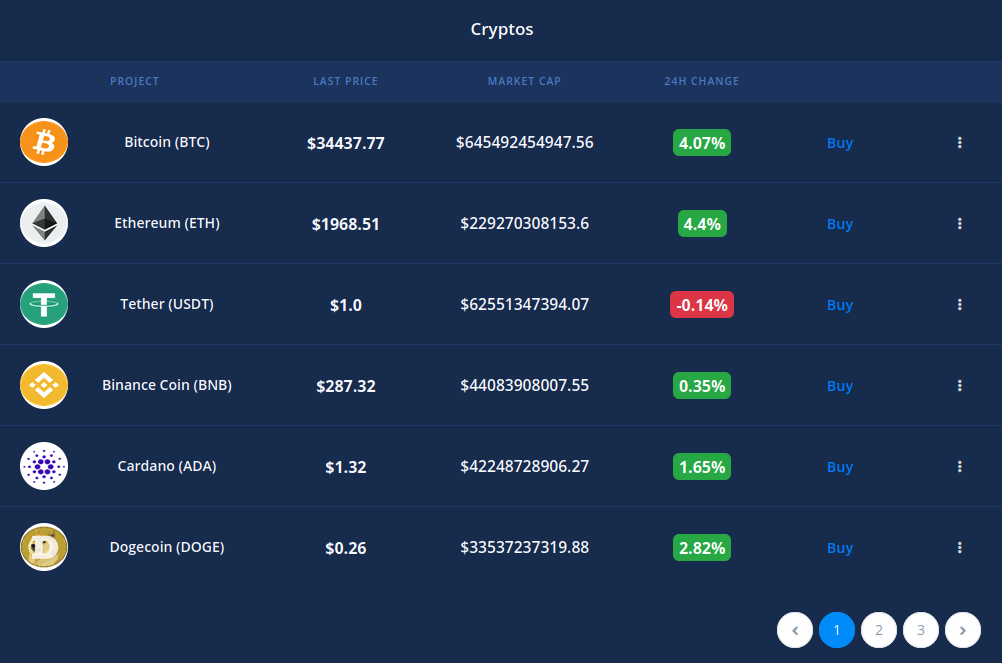 Cryptos
PROJECT LAST PRICE MARKET CAP 24H CHANGE
Bitcoin (BTC) $34437.77 $645492454947.56 4.07% Buy
Ethereum (ETH) $1968.51 $229270308153.6 4.4% Buy
Tether (USDT) $1.0 $62551347394.07 -0.14% Buy
Binance Coin (BNB) $287.32 $44083908007.55 0.35% Buy
Cardano (ADA) $1.32 $42248728906.27 1.65% Buy
Dogecoin (DOGE) $0.26 $33537237319.88 2.82% Buy
1 2 3